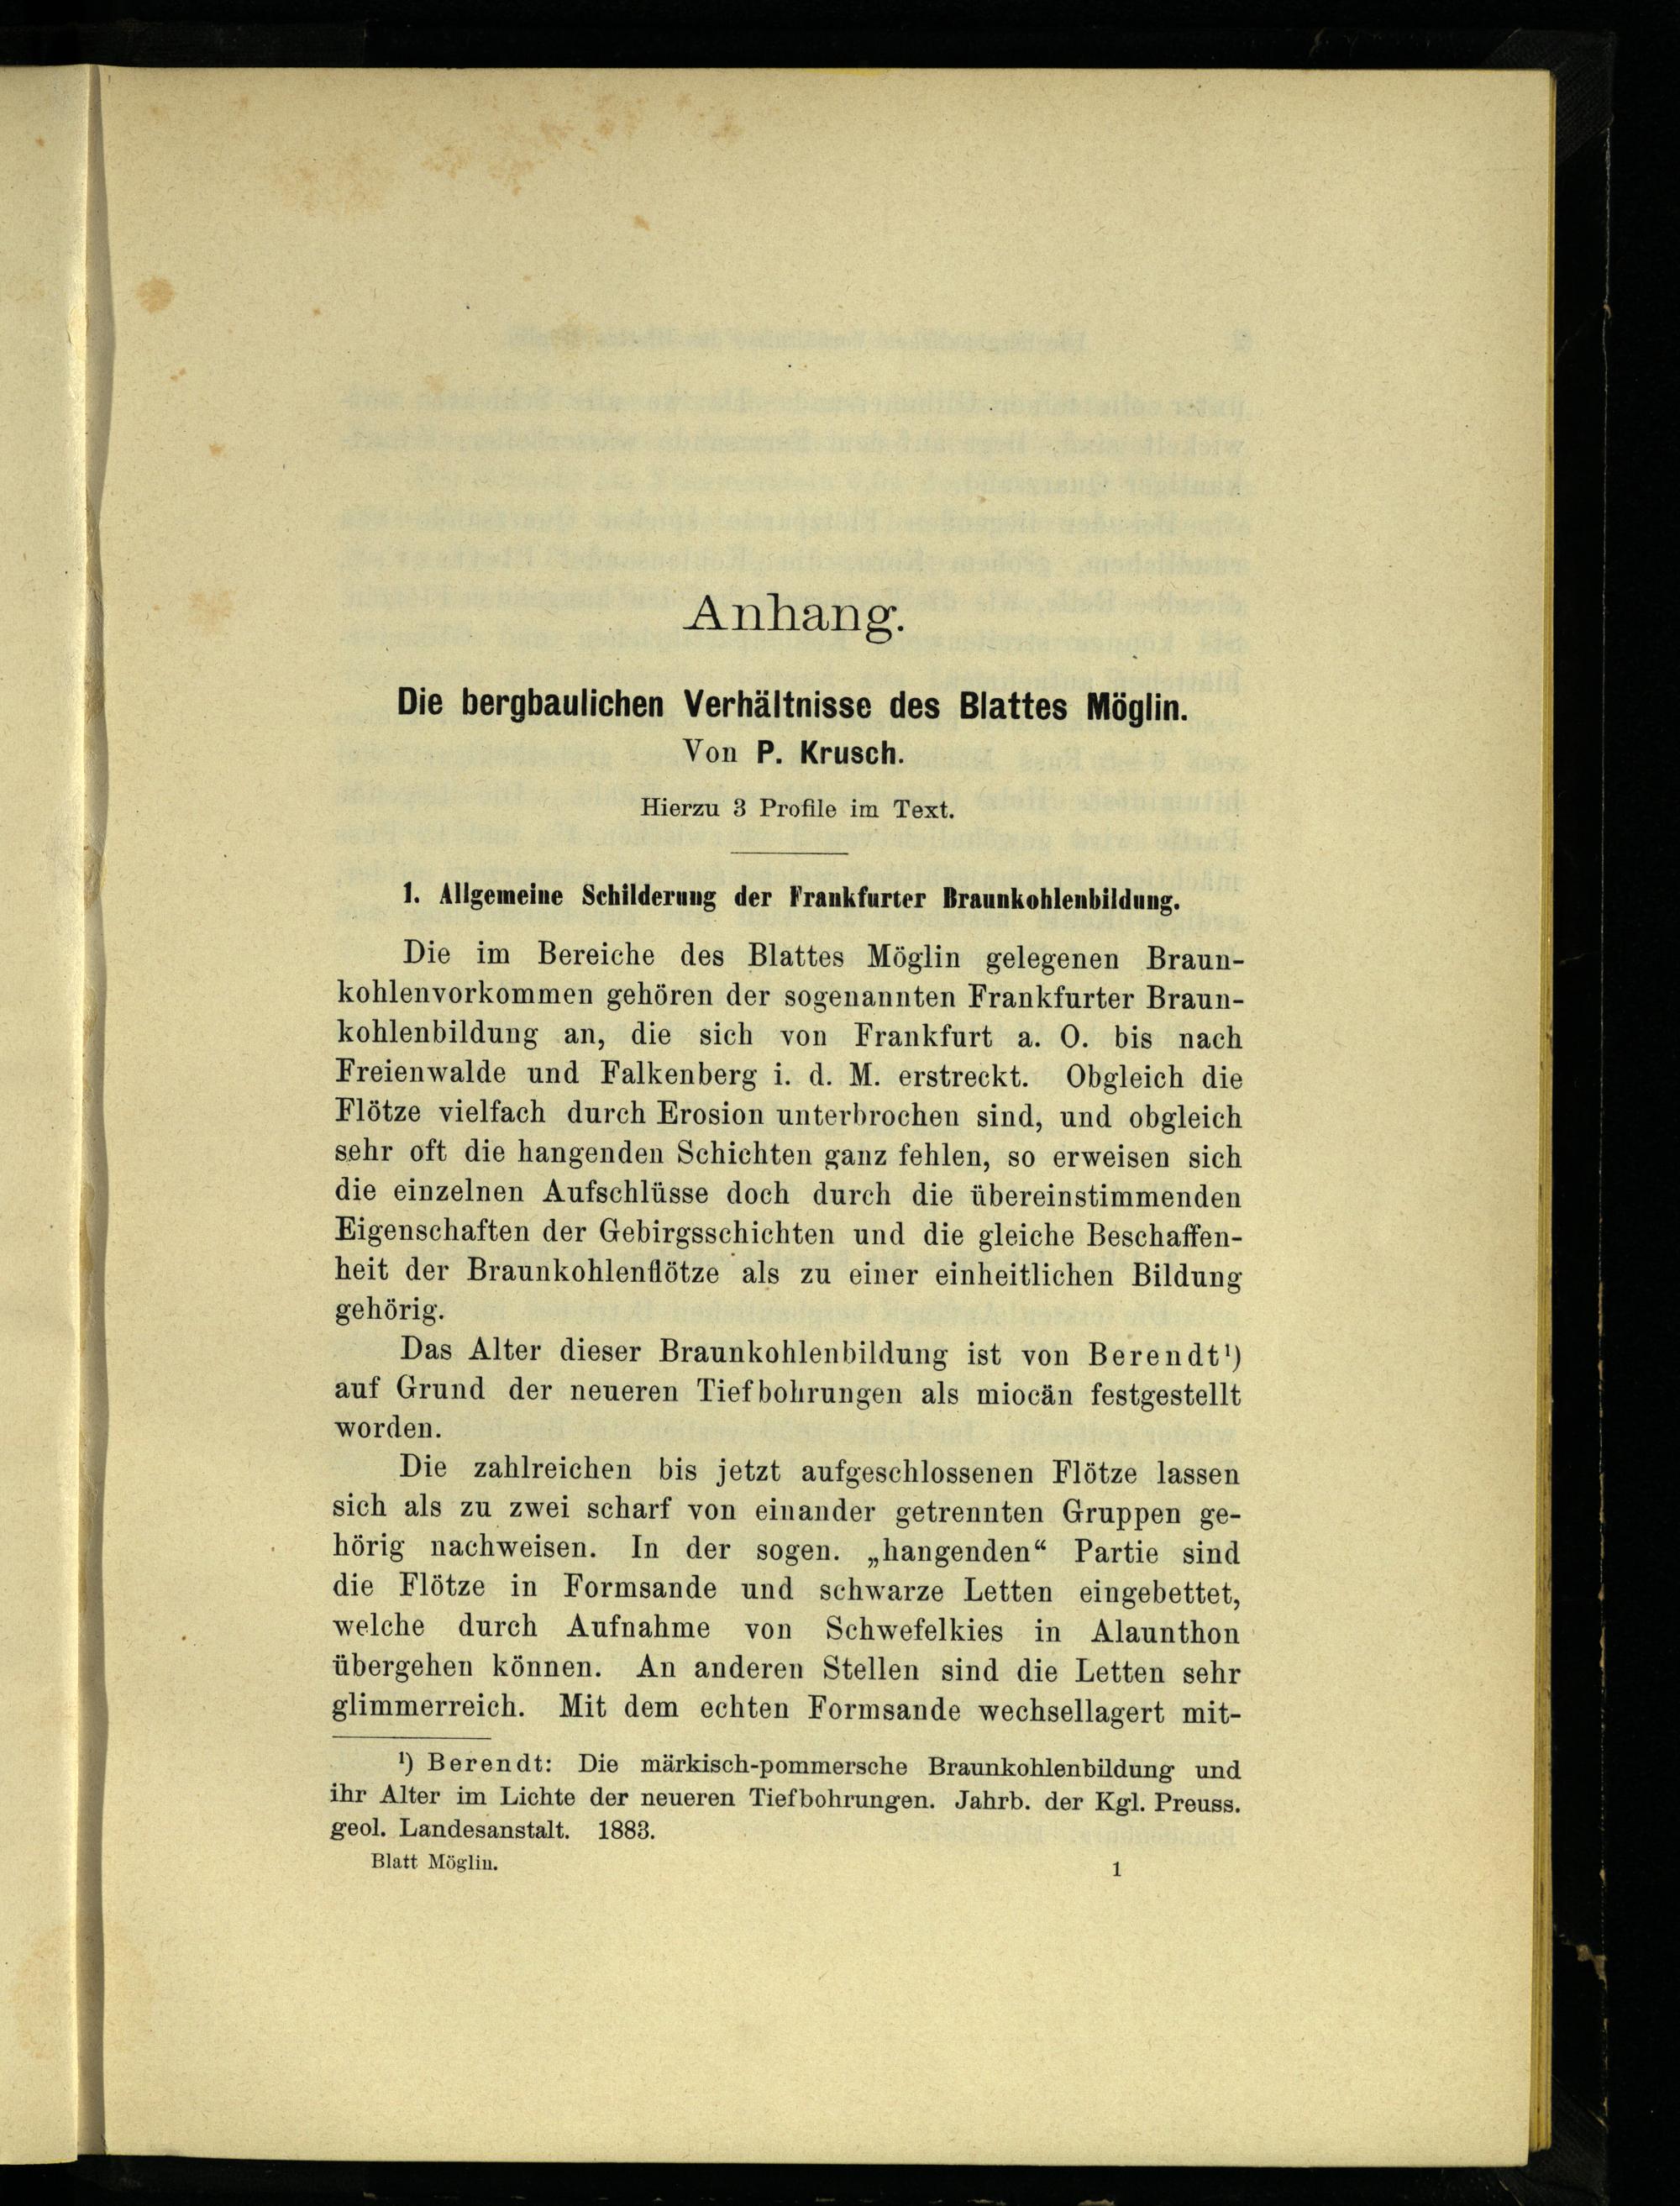 Anhang.
Die bergbaulichen Verhältnisse des Blattes Möglin.
Von P. Krusch.
Hierzu 3 Profile im Text.
1. Allgemeine Schilderung der Frankfurter Braunkohlenbildung.
Die im Bereiche des Blattes Möglin gelegenen Braun-
kohlenvorkommen gehören der sogenannten Frankfurter Braun-
kohlenbildung an, die sich von Frankfurt a. O. bis nach
Freienwalde und Falkenberg i. d. M. erstreckt. Obgleich die
Flötze vielfach durch Erosion unterbrochen sind, und obgleich
sehr oft die hangenden Schichten ganz fehlen, so erweisen sich
die einzelnen Aufschlüsse doch durch die übereinstimmenden
Eigenschaften der Gebirgsschichten und die gleiche Beschaffen-
heit der Braunkohlenflötze als zu einer einheitlichen Bildung
gehörig.
Das Alter dieser Braunkohlenbildung ist von Berendt¹)
auf Grund der neueren Tiefbohrungen als miocän festgestellt
worden.
Die zahlreichen bis jetzt aufgeschlossenen Flötze lassen
sich als zu zwei scharf von einander getrennten Gruppen ge-
hörig nachweisen. In der sogen. „hangenden“ Partie sind
die Flötze in Formsande und schwarze Letten eingebettet,
welche durch Aufnahme von Schwefelkies in Alaunthon
übergehen können. An anderen Stellen sind die Letten sehr
glimmerreich. Mit dem echten Formsande wechsellagert mit-
¹) Berendt: Die märkisch-pommersche Braunkohlenbildung und
ihr Alter im Lichte der neueren Tiefbohrungen. Jahrb. der Kgl. Preuss.
geol. Landesanstalt. 1883.
Blatt Möglin. 1